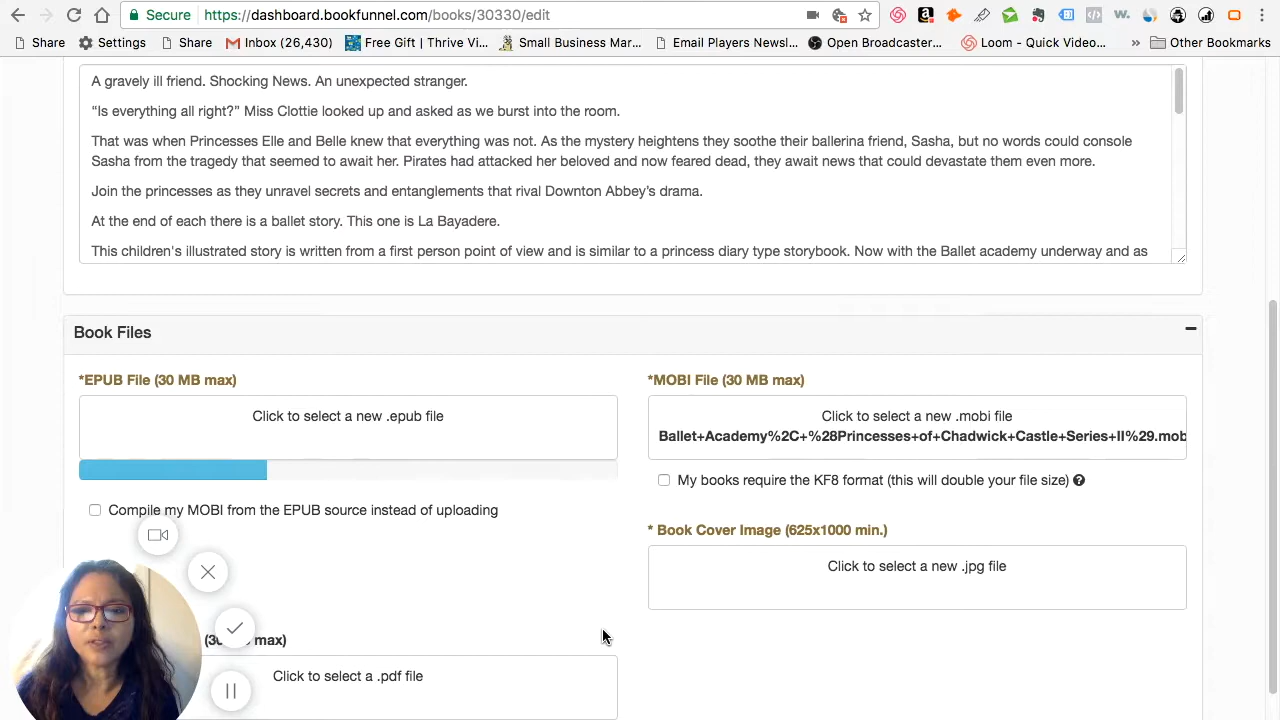 Secure
https://dashboard.bookfunnel.com/books/30330/edit
Share
Settings
Share
Inbox (26,430)
Free Gift | Thrive Vi...
Small Business Mar...
Email Players Newsl...
Open Broadcaster...
Loom - Quick Video...
»
Other Bookmarks
A gravely ill friend. Shocking News. An unexpected stranger.
“Is everything all right?” Miss Clottie looked up and asked as we burst into the room.
That was when Princesses Elle and Belle knew that everything was not. As the mystery heightens they soothe their ballerina friend, Sasha, but no words could console
Sasha from the tragedy that seemed to await her. Pirates had attacked her beloved and now feared dead, they await news that could devastate them even more.
Join the princesses as they unravel secrets and entanglements that rival Downton Abbey’s drama.
At the end of each there is a ballet story. This one is La Bayadere.
This children's illustrated story is written from a first person point of view and is similar to a princess diary type storybook. Now with the Ballet academy underway and as
Book Files
*EPUB File (30 MB max)
Click to select a new .epub file
Compile my MOBI from the EPUB source instead of uploading
*MOBI File (30 MB max)
Click to select a new .mobi file
Ballet+Academy%2C+%28Princesses+of+Chadwick+Castle+Series+II%29.mob
My books require the KF8 format (this will double your file size)
* Book Cover Image (625x1000 min.)
Click to select a new .jpg file
max)
Click to select a .pdf file